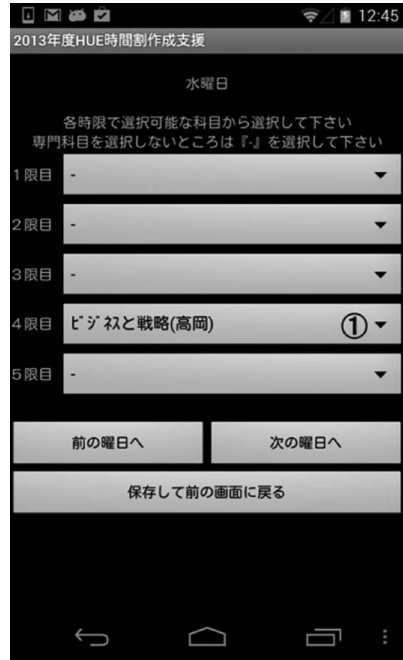 12:45
2013年度HUE時間割作成支援
水曜日
各時限で選択可能な科目から選択して下さい
専門科目を選択しないところは『-』を選択して下さい
1限目 -
2限目 -
3限目 -
4限目 ﾋﾞｼﾞﾈｽと戦略(高岡) ①
5限目 -
前の曜日へ 次の曜日へ
保存して前の画面に戻る